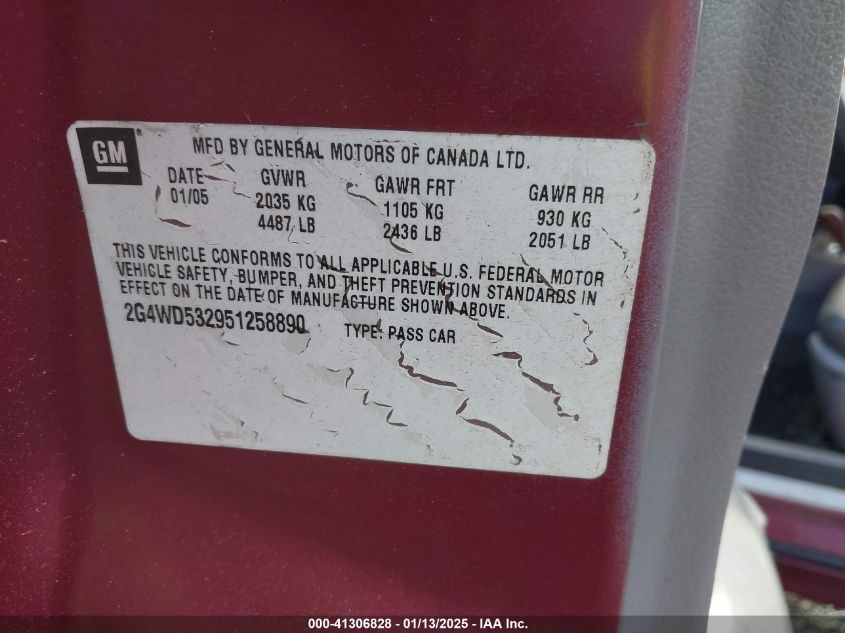 GM
MFD BY GENERAL MOTORS OF CANADA LTD.
DATE GVWR GAWR FRT GAWR RR
01/05 2035 KG 1105 KG 930 KG
4487 LB 2436 LB 2051 LB
THIS VEHICLE CONFORMS TO ALL APPLICABLE U.S. FEDERAL MOTOR
VEHICLE SAFETY, BUMPER, AND THEFT PREVENTION STANDARDS IN
EFFECT ON THE DATE OF MANUFACTURE SHOWN ABOVE.
2G4WD532951258890 TYPE: PASS CAR
000-41306828 - 01/13/2025 - IAA Inc.